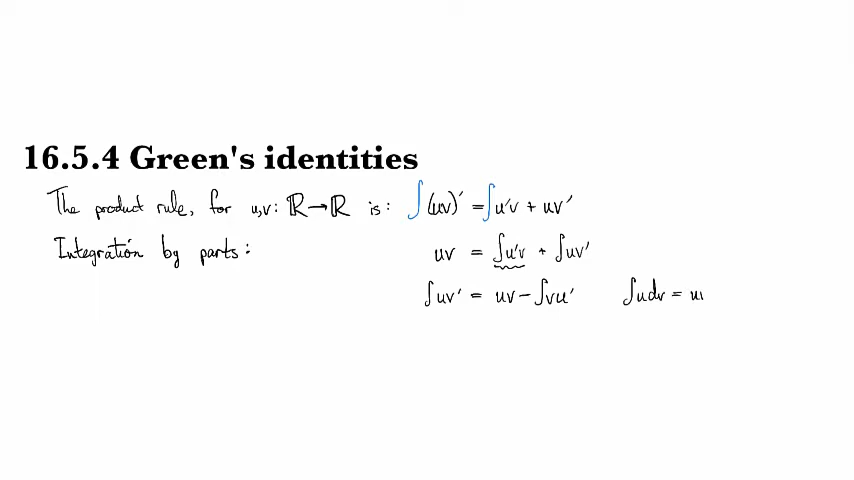 16.5.4 Green's identities
The product rule, for u,v: ℝ→ℝ is: ∫(uv)' = ∫u'v + uv'
Integration by parts: uv = ∫u'v + ∫uv'
∫uv' = uv - ∫vu' ∫udv = uv